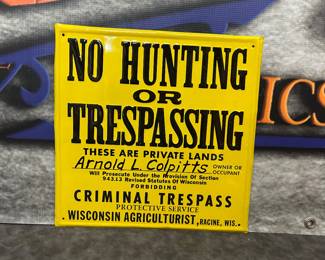 NO HUNTING
OR
TRESPASSING
THESE ARE PRIVATE LANDS
Arnold L. Colpitts OWNER OR OCCUPANT
Will Prosecute Under the Provision Of Section
943.13 Revised Statutes Of Wisconsin
FORBIDDING
CRIMINAL TRESPASS
PROTECTIVE SERVICE
WISCONSIN AGRICULTURIST, RACINE, WIS.
ICS